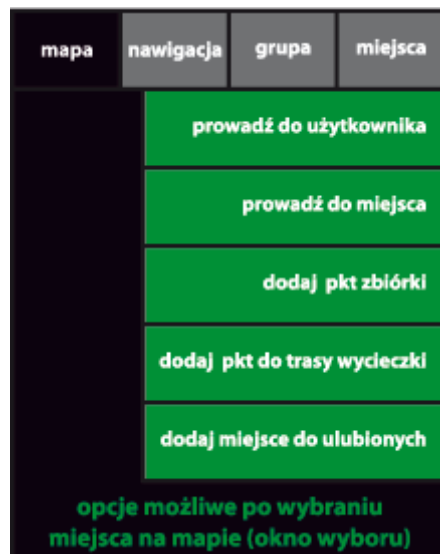 mapa nawigacja grupa miejsca
prowadź do użytkownika
prowadź do miejsca
dodaj pkt zbiórki
dodaj pkt do trasy wycieczki
dodaj miejsce do ulubionych
opcje możliwe po wybraniu
miejsca na mapie (okno wyboru)